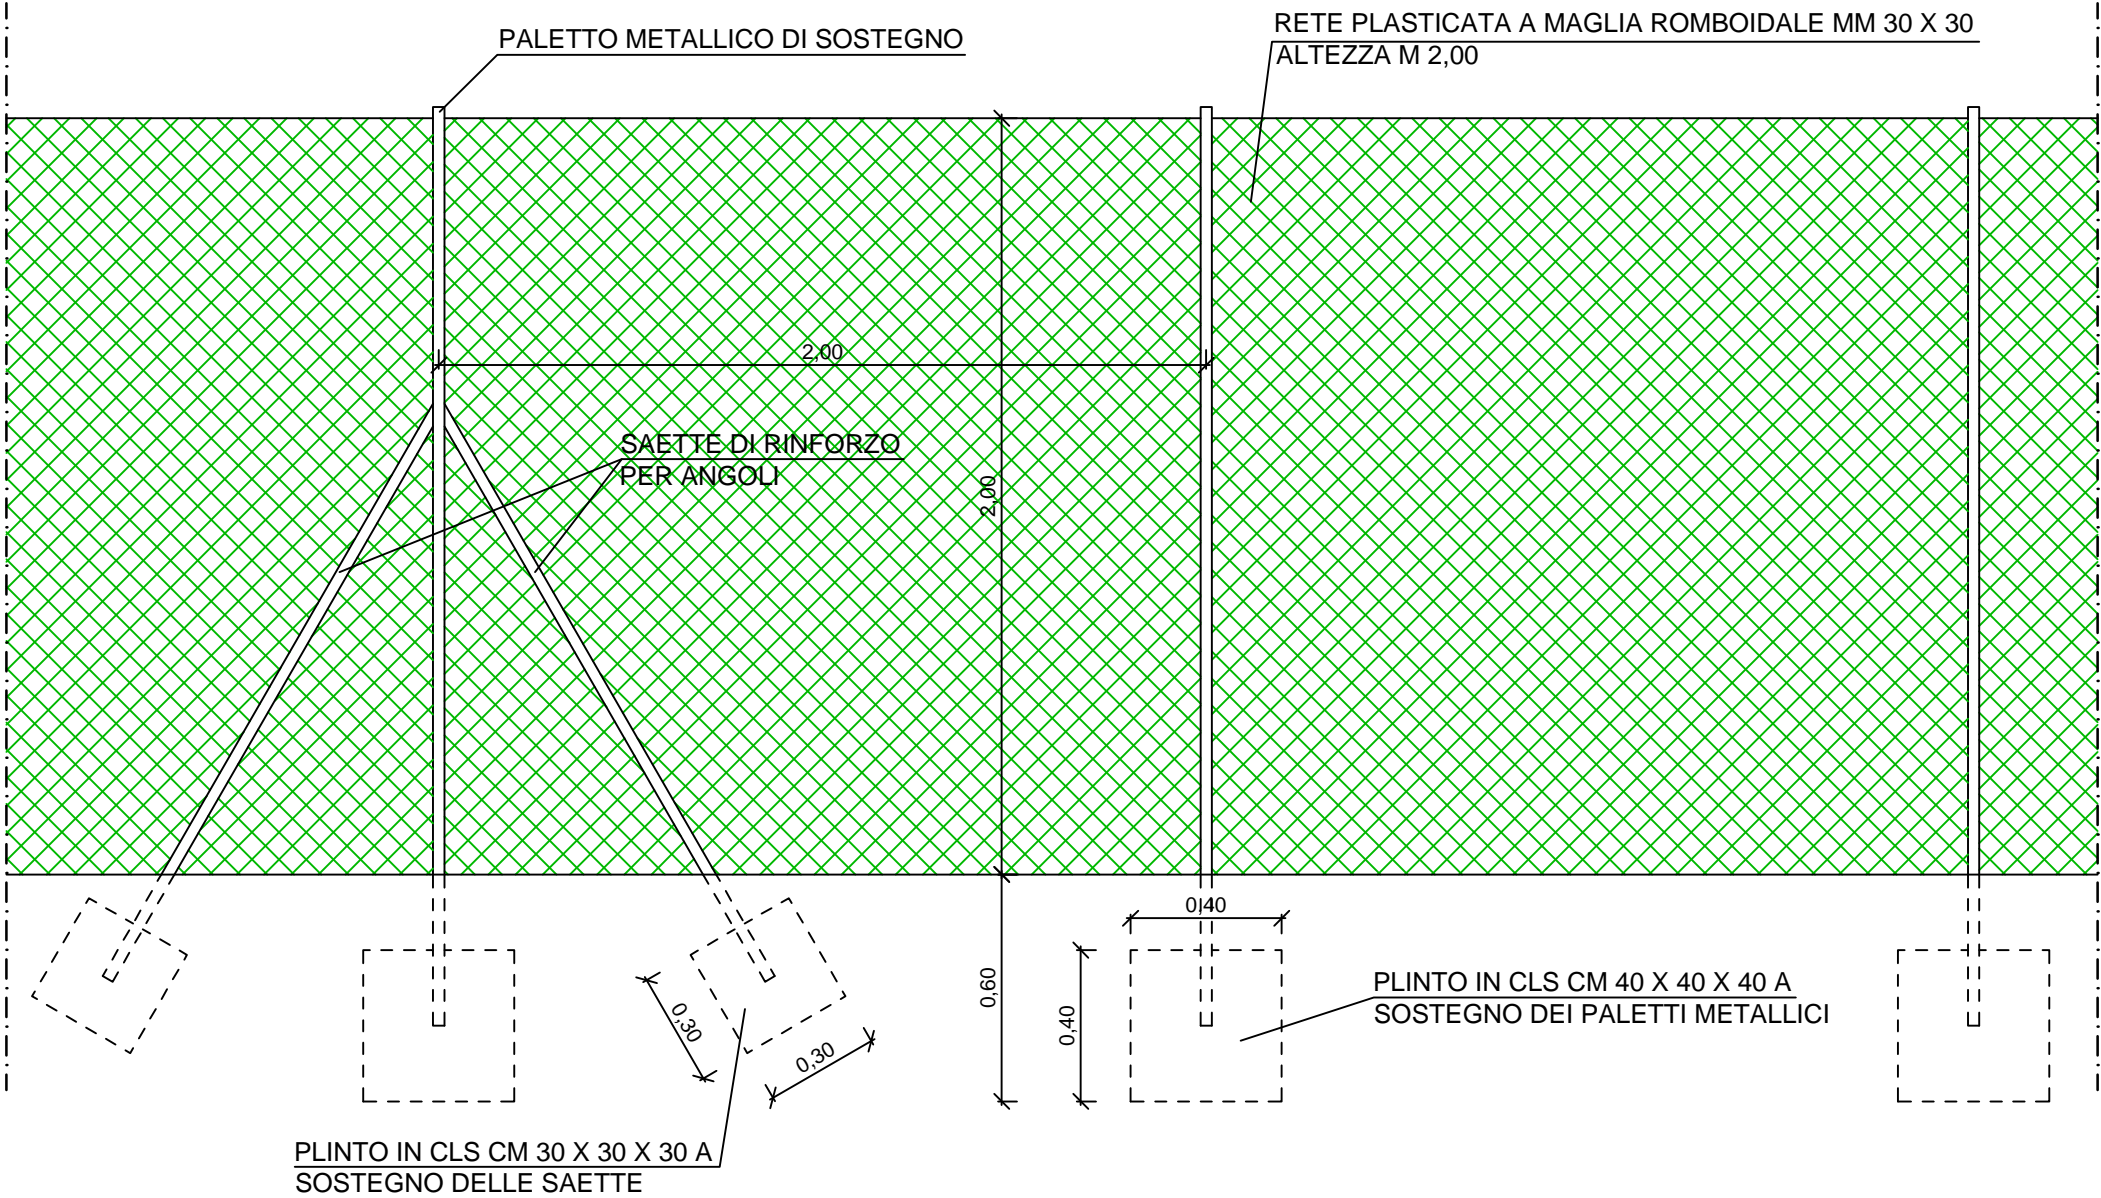 PALETTO METALLICO DI SOSTEGNO
RETE PLASTICATA A MAGLIA ROMBOIDALE MM 30 X 30
ALTEZZA M 2,00
2,00
SAETTE DI RINFORZO
PER ANGOLI
2,00
0,40
0,60
0,40
0,30
0,30
PLINTO IN CLS CM 40 X 40 X 40 A
SOSTEGNO DEI PALETTI METALLICI
PLINTO IN CLS CM 30 X 30 X 30 A
SOSTEGNO DELLE SAETTE